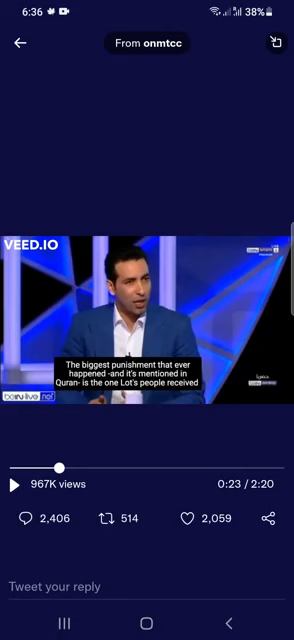 6:36
38%
From onmtcc
VEED.IO
The biggest punishment that ever
happened -and it's mentioned in
Quran- is the one Lot's people received
beIN-live.net
967K views
0:23 / 2:20
2,406
514
2,059
Tweet your reply